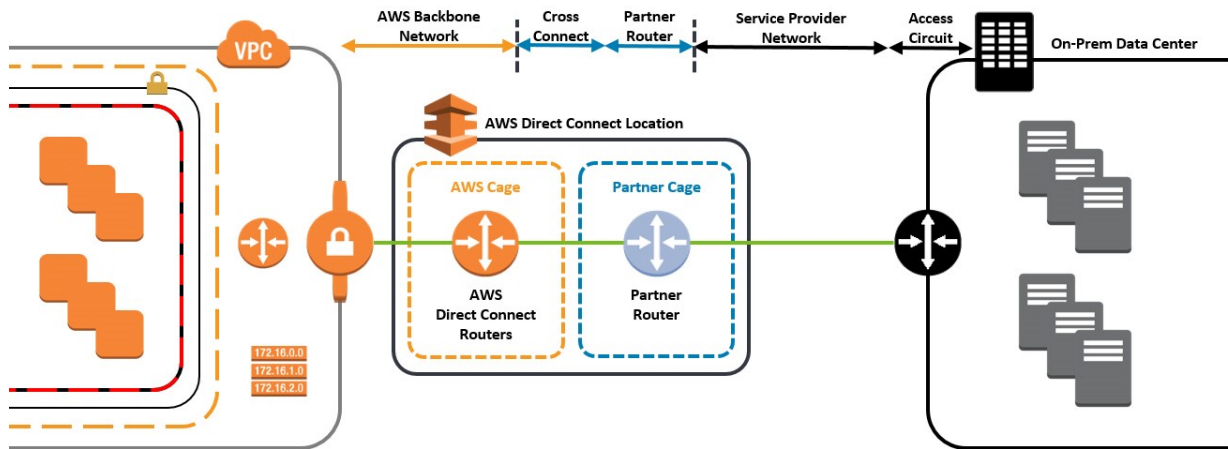 AWS Backbone
Network
Cross
Connect
Partner
Router
Service Provider
Network
Access
Circuit
On-Prem Data Center
VPC
AWS Direct Connect Location
AWS Cage
Partner Cage
AWS
Direct Connect
Routers
Partner
Router
172.16.0.0
172.16.1.0
172.16.2.0